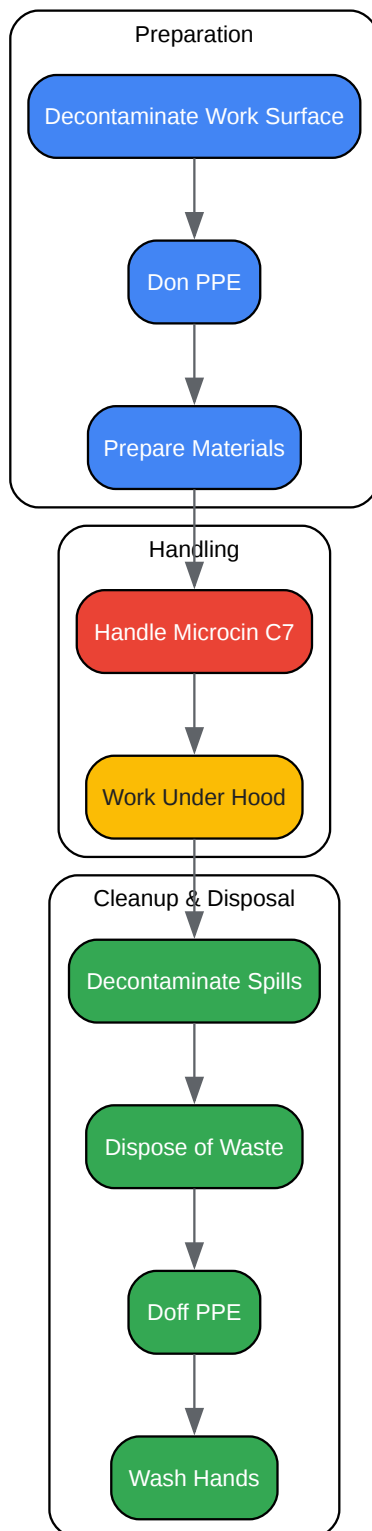 Preparation
Decontaminate Work Surface
Don PPE
Prepare Materials
Handling
Handle Microcin C7
Work Under Hood
Cleanup & Disposal
Decontaminate Spills
Dispose of Waste
Doff PPE
Wash Hands